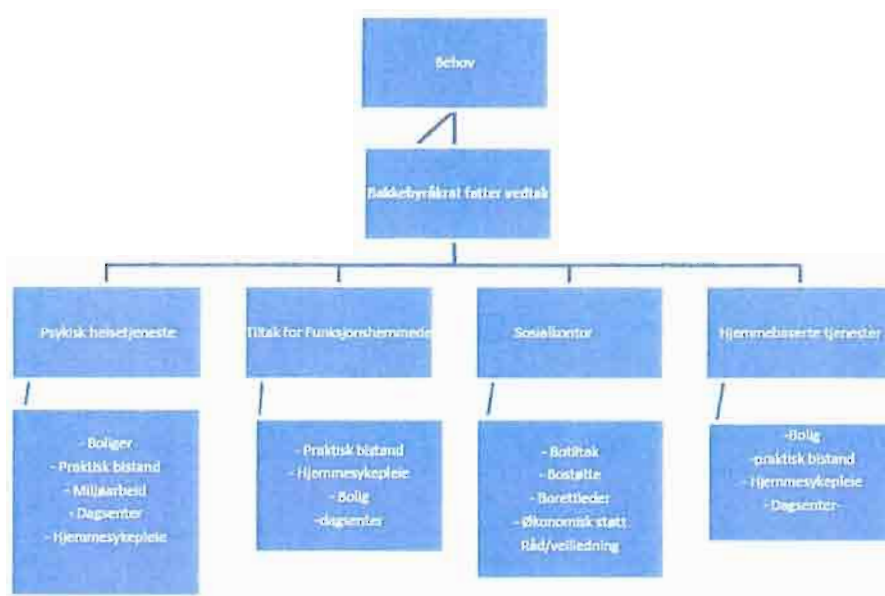 Behov
Bakkebyråkrat fatter vedtak
Psykisk helsetjeneste
Tiltak for Funksjonshemmede
Sosialkontor
Hjemmebaserte tjenester
- Boliger
- Praktisk bistand
- Miljøarbeid
- Dagsenter
- Hjemmesykepleie
- Praktisk bistand
- Hjemmesykepleie
- Bolig
-dagsenter
- Botiltak
- Bostøtte
- Borettleder
- Økonomisk støtt
Råd/veilledning
-Bolig
-praktisk bistand
- Hjemmesykepleie
- Dagsenter-